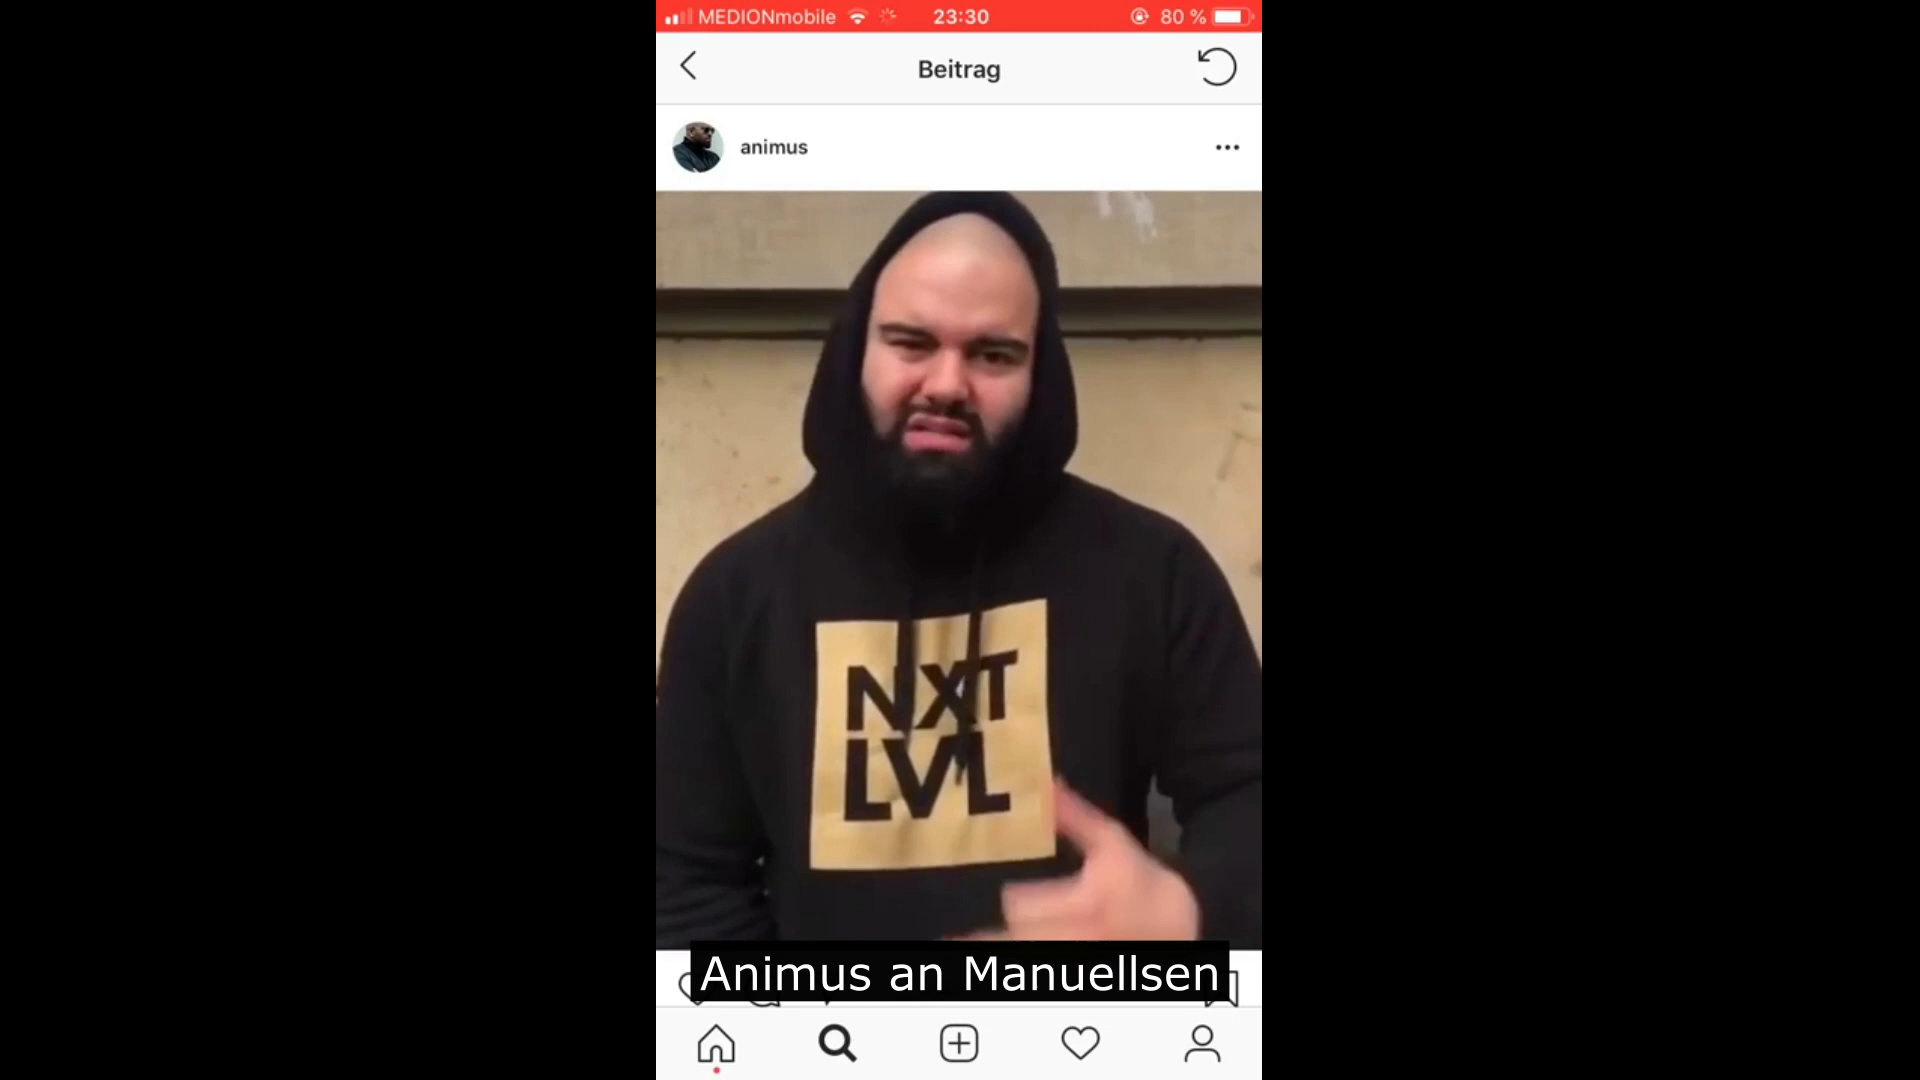 MEDIONmobile 23:30 80 %
Beitrag
animus
NXT
LVL
Animus an Manuellsen